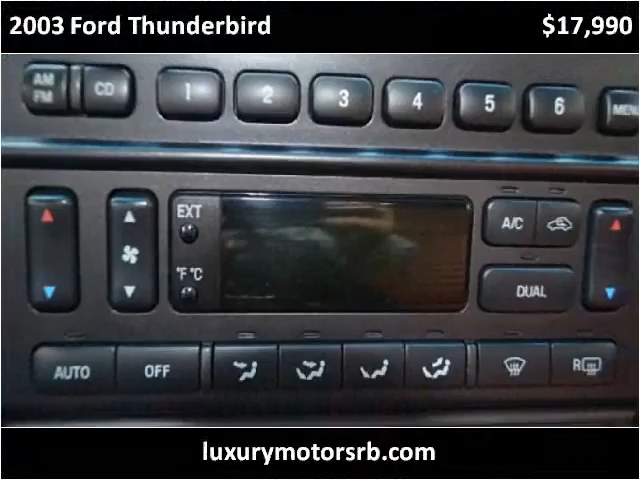 2003 Ford Thunderbird $17,990
AM FM CD 1 2 3 4 5 6 MENU
EXT A/C
°F °C DUAL
AUTO OFF R
luxurymotorsrb.com